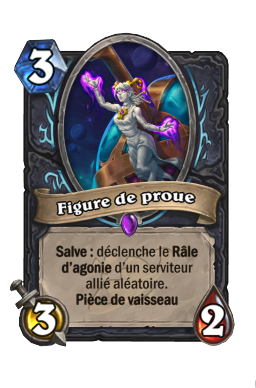 3
Figure de proue
Salve : déclenche le Râle
d'agonie d'un serviteur
allié aléatoire.
Pièce de vaisseau
3
2